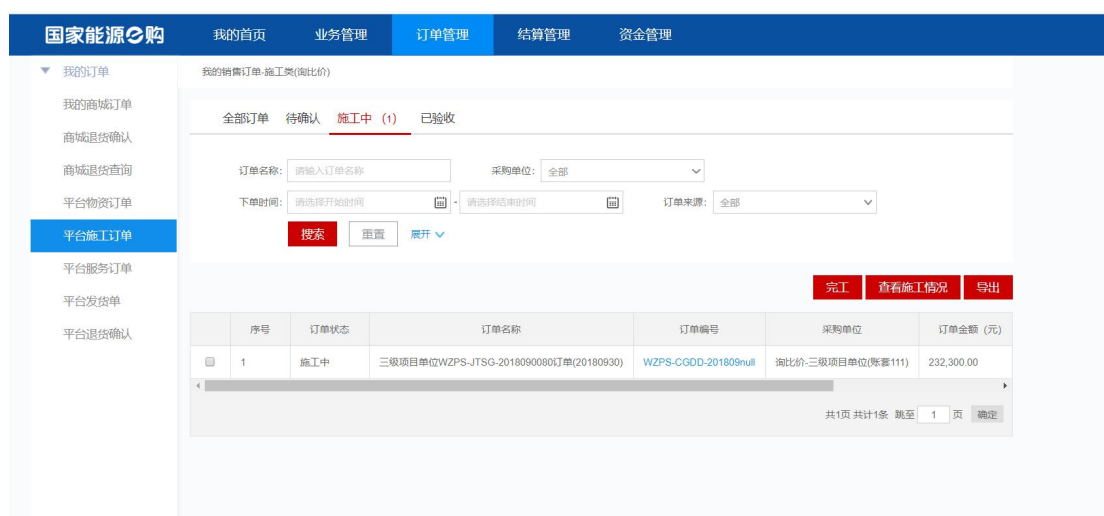 国家能源e购 我的首页 业务管理 订单管理 结算管理 资金管理
我的订单 我的销售订单-施工类(询比价)
我的商城订单
全部订单 待确认 施工中 (1) 已验收
商城退货确认
商城退货查询
订单名称: 请输入订单名称 采购单位: 全部
平台物资订单
下单时间: 请选择开始时间 - 请选择结束时间 订单来源: 全部
平台施工订单
搜索 重置 展开
平台服务订单
平台发货单
完工 查看施工情况 导出
平台退货确认
序号 订单状态 订单名称 订单编号 采购单位 订单金额 (元)
1 施工中 三级项目单位WZPS-JTSG-2018090080订单(20180930) WZPS-CGDD-201809null 询比价-三级项目单位(账套111) 232,300.00
共1页 共计1条 跳至 1 页 确定